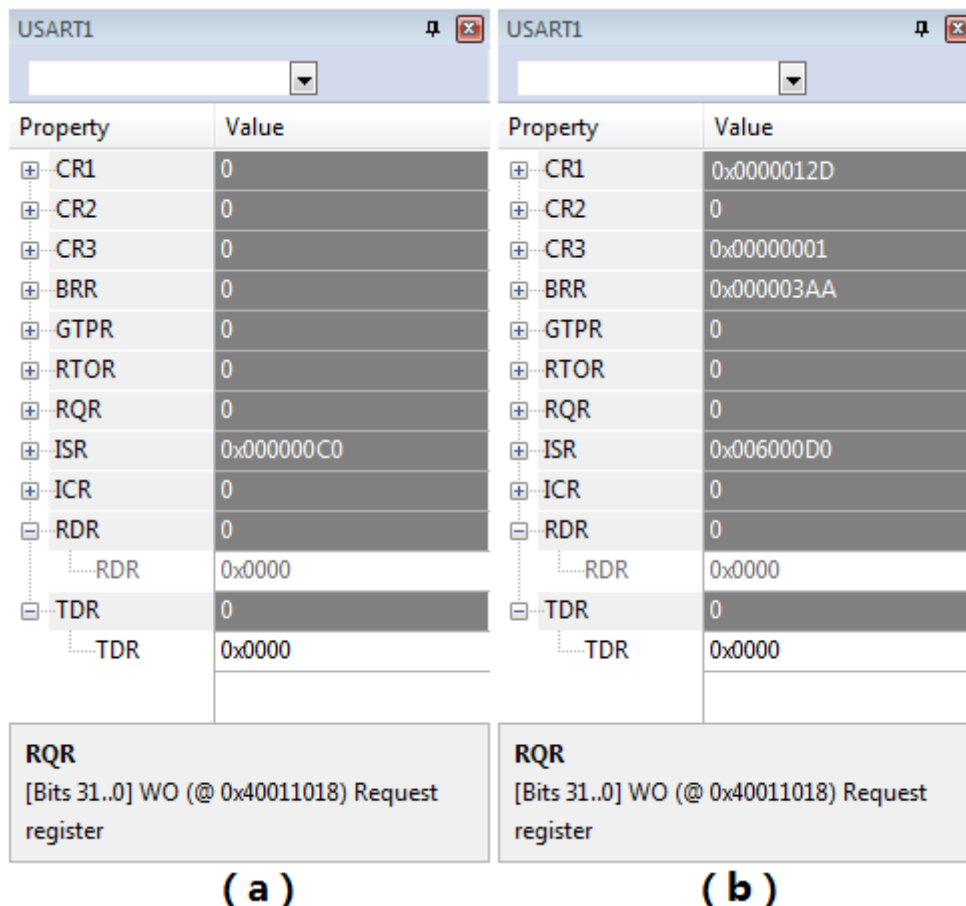 USART1
Property Value
CR1 0
CR2 0
CR3 0
BRR 0
GTPR 0
RTOR 0
RQR 0
ISR 0x000000C0
ICR 0
RDR 0
RDR 0x0000
TDR 0
TDR 0x0000
RQR
[Bits 31..0] WO (@ 0x40011018) Request
register
( a )
USART1
Property Value
CR1 0x0000012D
CR2 0
CR3 0x00000001
BRR 0x000003AA
GTPR 0
RTOR 0
RQR 0
ISR 0x006000D0
ICR 0
RDR 0
RDR 0x0000
TDR 0
TDR 0x0000
RQR
[Bits 31..0] WO (@ 0x40011018) Request
register
( b )